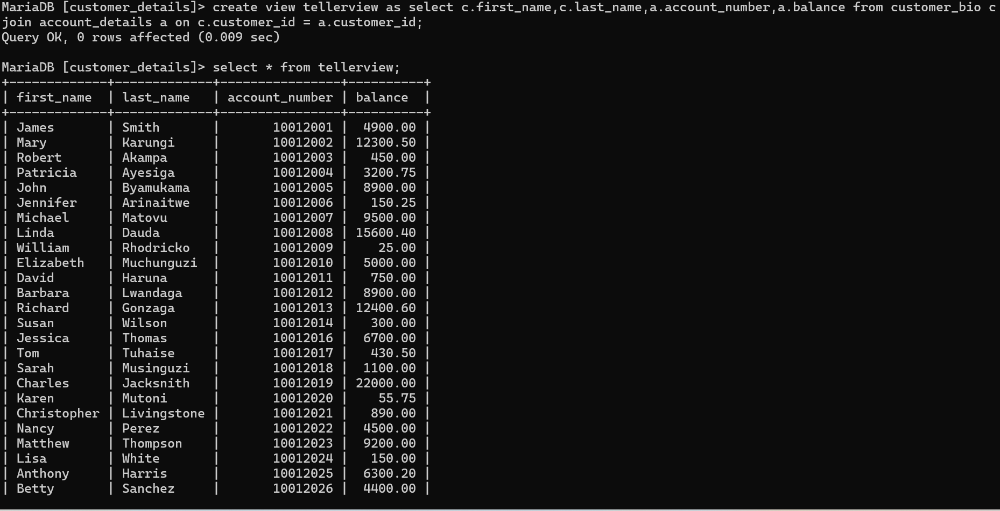 MariaDB [customer_details]> create view tellerview as select c.first_name,c.last_name,a.account_number,a.balance from customer_bio c
join account_details a on c.customer_id = a.customer_id;
Query OK, 0 rows affected (0.009 sec)

MariaDB [customer_details]> select * from tellerview;
+-------------+-------------+----------------+----------+
| first_name  | last_name   | account_number | balance  |
+-------------+-------------+----------------+----------+
| James       | Smith       |       10012001 |  4900.00 |
| Mary        | Karungi     |       10012002 | 12300.50 |
| Robert      | Akampa      |       10012003 |   450.00 |
| Patricia    | Ayesiga     |       10012004 |  3200.75 |
| John        | Byamukama   |       10012005 |  8900.00 |
| Jennifer    | Arinaitwe   |       10012006 |   150.25 |
| Michael     | Matovu      |       10012007 |  9500.00 |
| Linda       | Dauda       |       10012008 | 15600.40 |
| William     | Rhodricko   |       10012009 |    25.00 |
| Elizabeth   | Muchunguzi  |       10012010 |  5000.00 |
| David       | Haruna      |       10012011 |   750.00 |
| Barbara     | Lwandaga    |       10012012 |  8900.00 |
| Richard     | Gonzaga     |       10012013 | 12400.60 |
| Susan       | Wilson      |       10012014 |   300.00 |
| Jessica     | Thomas      |       10012016 |  6700.00 |
| Tom         | Tuhaise     |       10012017 |   430.50 |
| Sarah       | Musinguzi   |       10012018 |  1100.00 |
| Charles     | Jacksnith   |       10012019 | 22000.00 |
| Karen       | Mutoni      |       10012020 |    55.75 |
| Christopher | Livingstone |       10012021 |   890.00 |
| Nancy       | Perez       |       10012022 |  4500.00 |
| Matthew     | Thompson    |       10012023 |  9200.00 |
| Lisa        | White       |       10012024 |   150.00 |
| Anthony     | Harris      |       10012025 |  6300.20 |
| Betty       | Sanchez     |       10012026 |  4400.00 |